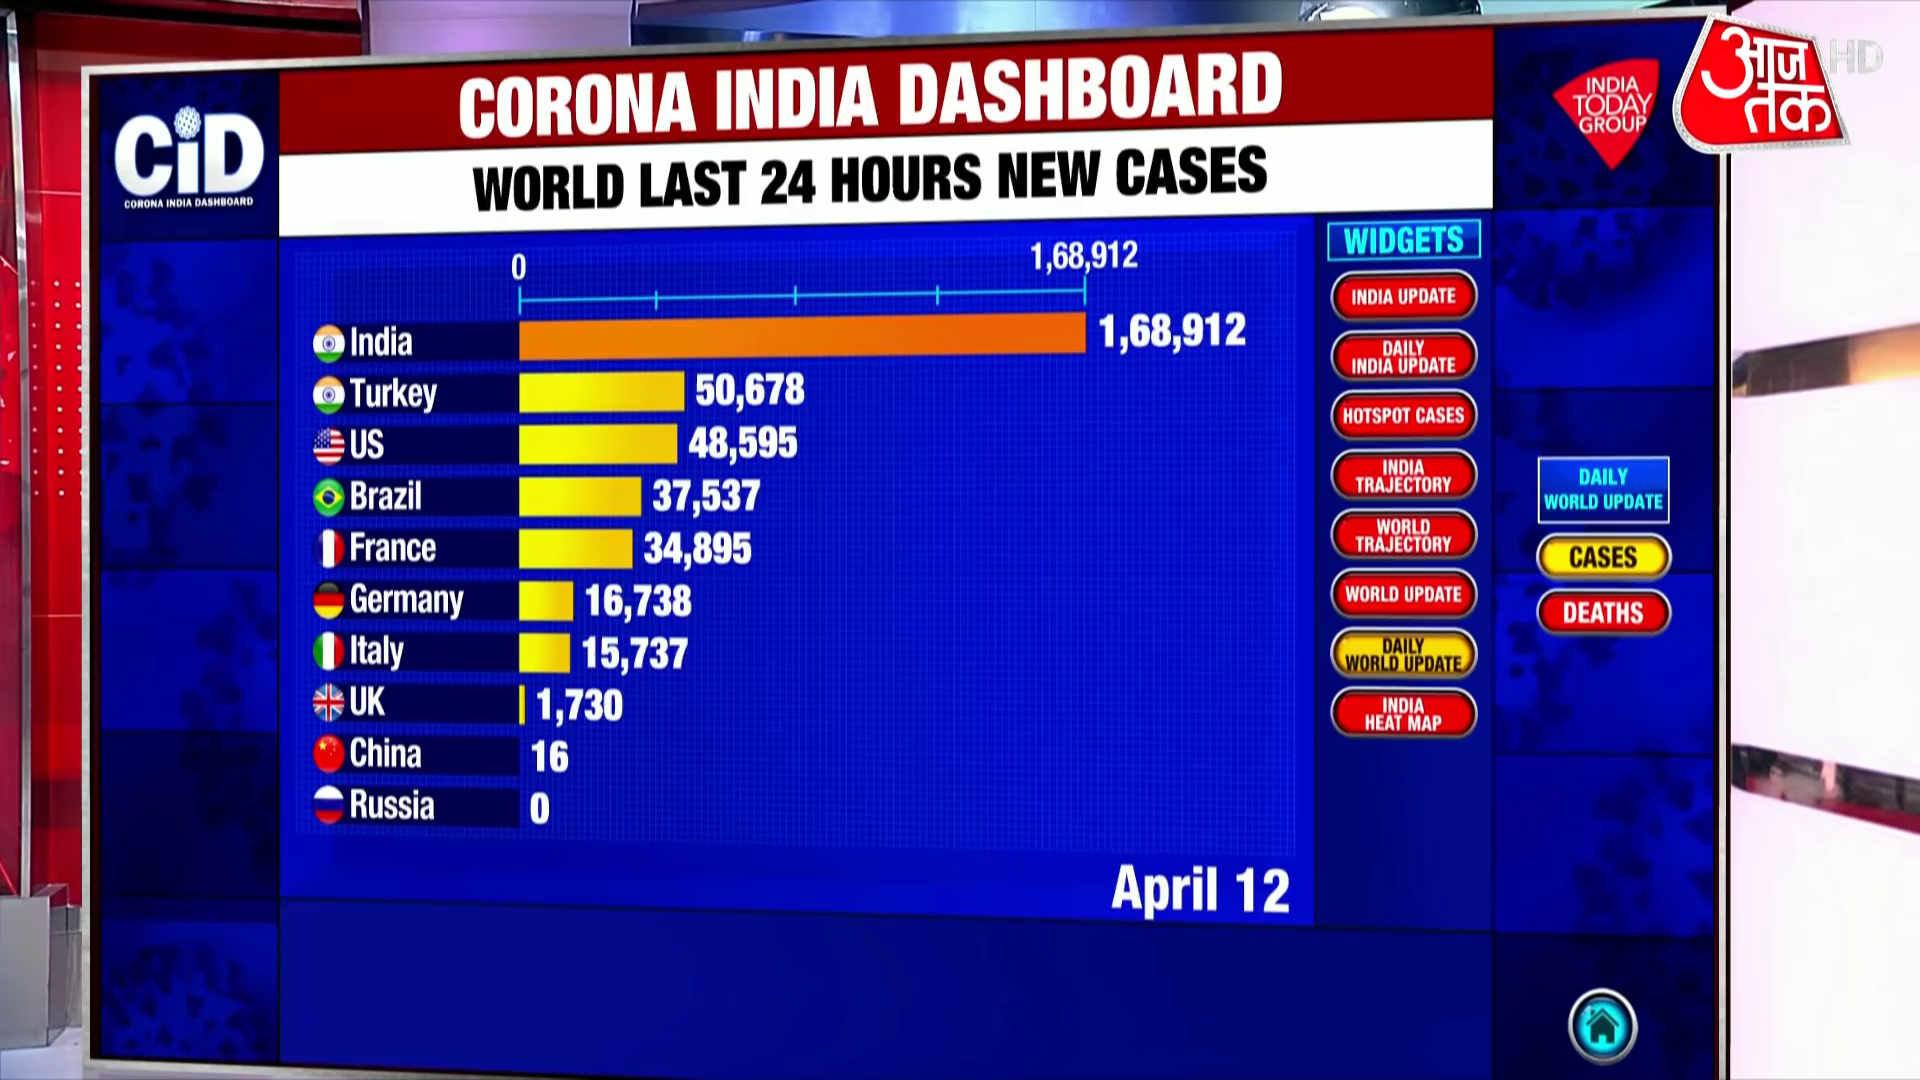 CORONA INDIA DASHBOARD
WORLD LAST 24 HOURS NEW CASES
CiD
CORONA INDIA DASHBOARD
INDIA
TODAY
GROUP
आज
तक
HD
0
1,68,912
India 1,68,912
Turkey 50,678
US 48,595
Brazil 37,537
France 34,895
Germany 16,738
Italy 15,737
UK 1,730
China 16
Russia 0
April 12
WIDGETS
INDIA UPDATE
DAILY
INDIA UPDATE
HOTSPOT CASES
INDIA
TRAJECTORY
WORLD
TRAJECTORY
WORLD UPDATE
DAILY
WORLD UPDATE
INDIA
HEAT MAP
DAILY
WORLD UPDATE
CASES
DEATHS